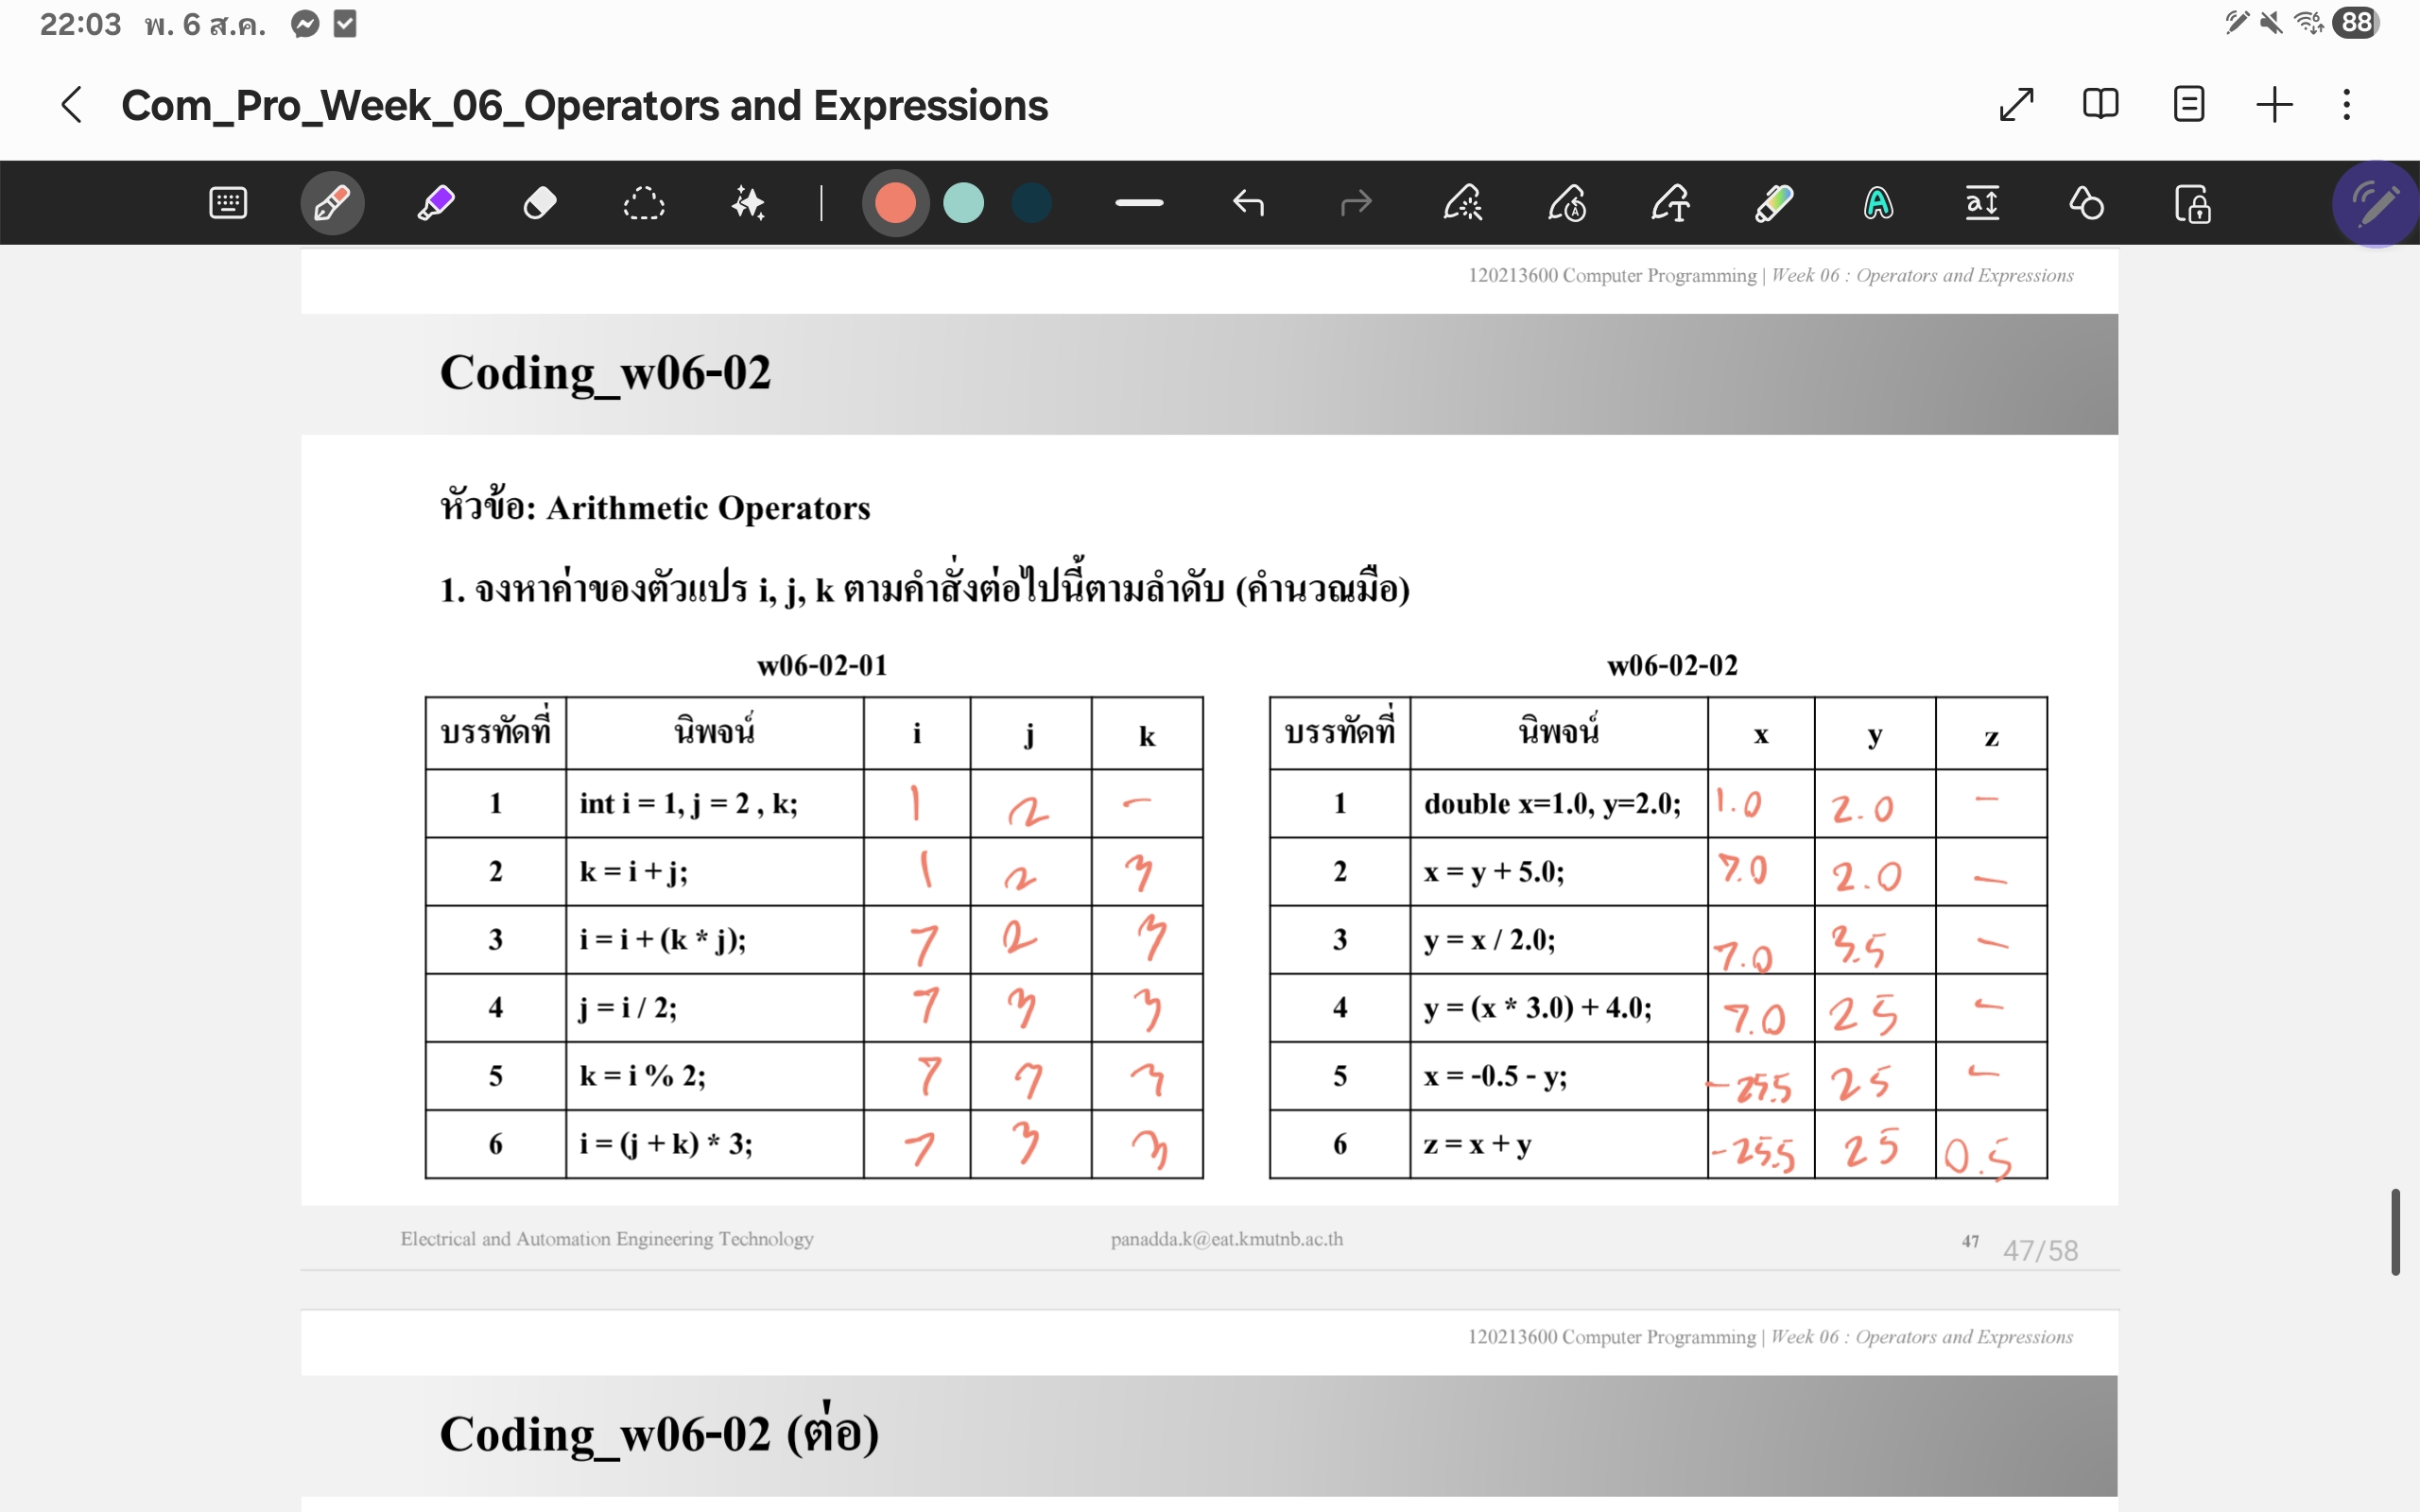 22:03 พ. 6 ส.ค. 88
Com_Pro_Week_06_Operators and Expressions
120213600 Computer Programming | Week 06 : Operators and Expressions
Coding_w06-02
หัวข้อ: Arithmetic Operators
1. จงหาค่าของตัวแปร i, j, k ตามคำสั่งต่อไปนี้ตามลำดับ (คำนวณมือ)
w06-02-01
บรรทัดที่ นิพจน์ i j k
1 int i = 1, j = 2 , k; 1 2 -
2 k = i + j; 1 2 3
3 i = i + (k * j); 7 2 3
4 j = i / 2; 7 3 3
5 k = i % 2; 7 7 3
6 i = (j + k) * 3; 7 3 3
w06-02-02
บรรทัดที่ นิพจน์ x y z
1 double x=1.0, y=2.0; 1.0 2.0 -
2 x = y + 5.0; 7.0 2.0 -
3 y = x / 2.0; 7.0 3.5 -
4 y = (x * 3.0) + 4.0; 7.0 25 -
5 x = -0.5 - y; -25.5 25 -
6 z = x + y -25.5 25 0.5
Electrical and Automation Engineering Technology panadda.k@eat.kmutnb.ac.th 47 47/58
120213600 Computer Programming | Week 06 : Operators and Expressions
Coding_w06-02 (ต่อ)